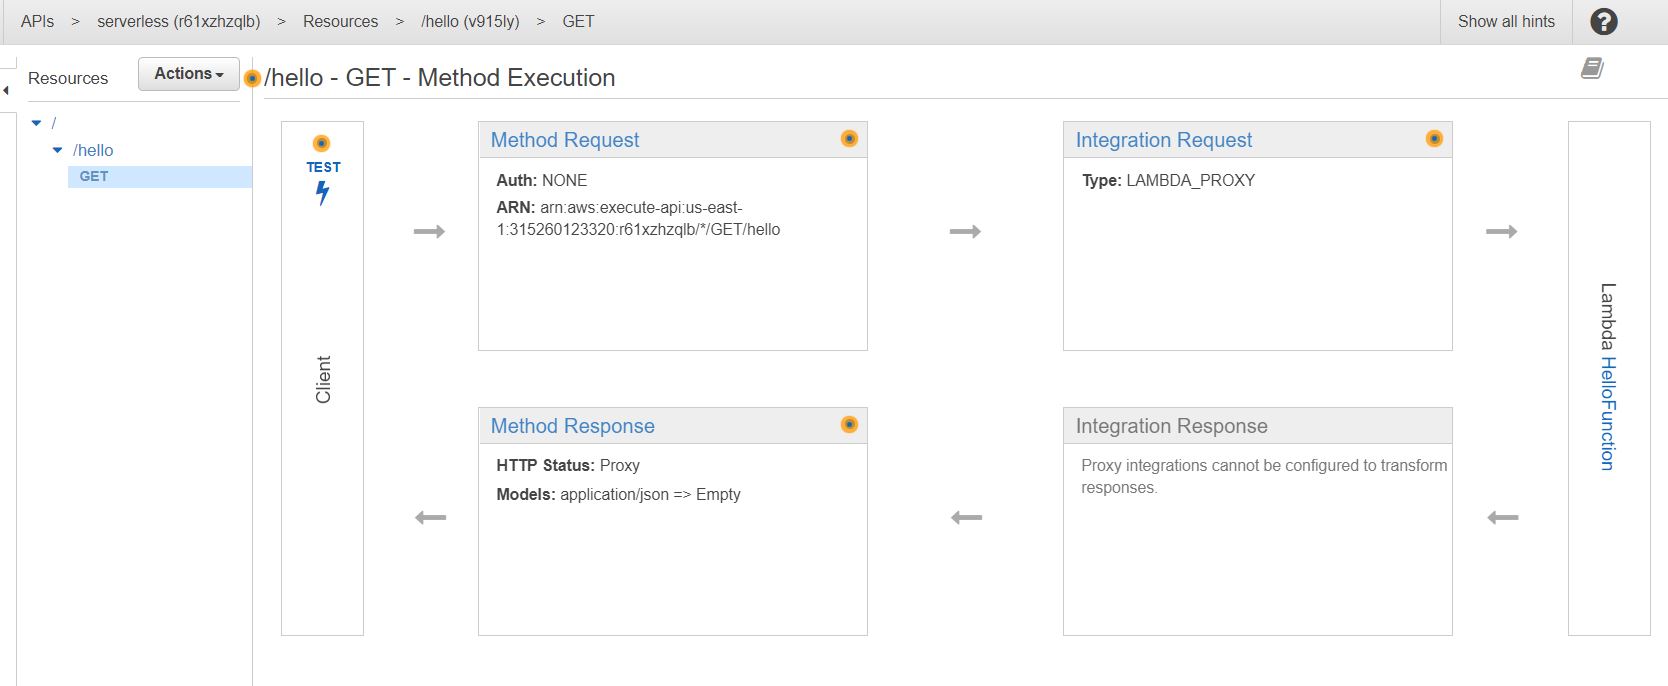 APIs > serverless (r61xzhzqlb) > Resources > /hello (v915ly) > GET
Show all hints
?
Resources
Actions
/hello - GET - Method Execution
/
/hello
GET
TEST
Client
Method Request
Auth: NONE
ARN: arn:aws:execute-api:us-east-
1:315260123320:r61xzhzqlb/*/GET/hello
Integration Request
Type: LAMBDA_PROXY
Lambda HelloFunction
Method Response
HTTP Status: Proxy
Models: application/json => Empty
Integration Response
Proxy integrations cannot be configured to transform
responses.